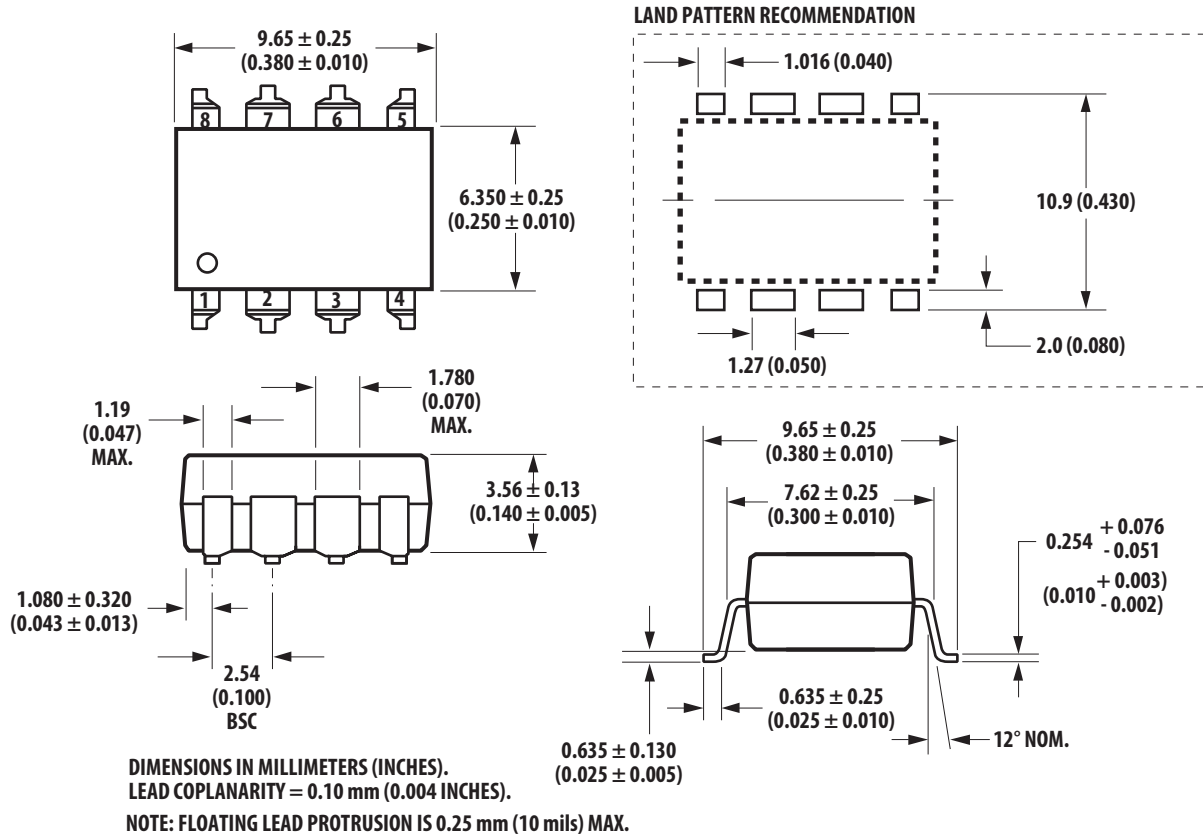 LAND PATTERN RECOMMENDATION
9.65 ± 0.25
(0.380 ± 0.010)
8 7 6 5
6.350 ± 0.25
(0.250 ± 0.010)
1 2 3 4
1.016 (0.040)
10.9 (0.430)
1.27 (0.050)
2.0 (0.080)
1.19
(0.047)
MAX.
1.780
(0.070)
MAX.
3.56 ± 0.13
(0.140 ± 0.005)
1.080 ± 0.320
(0.043 ± 0.013)
2.54
(0.100)
BSC
9.65 ± 0.25
(0.380 ± 0.010)
7.62 ± 0.25
(0.300 ± 0.010)
0.254 + 0.076
- 0.051
(0.010 + 0.003)
- 0.002)
0.635 ± 0.25
(0.025 ± 0.010)
12° NOM.
0.635 ± 0.130
(0.025 ± 0.005)
DIMENSIONS IN MILLIMETERS (INCHES).
LEAD COPLANARITY = 0.10 mm (0.004 INCHES).
NOTE: FLOATING LEAD PROTRUSION IS 0.25 mm (10 mils) MAX.